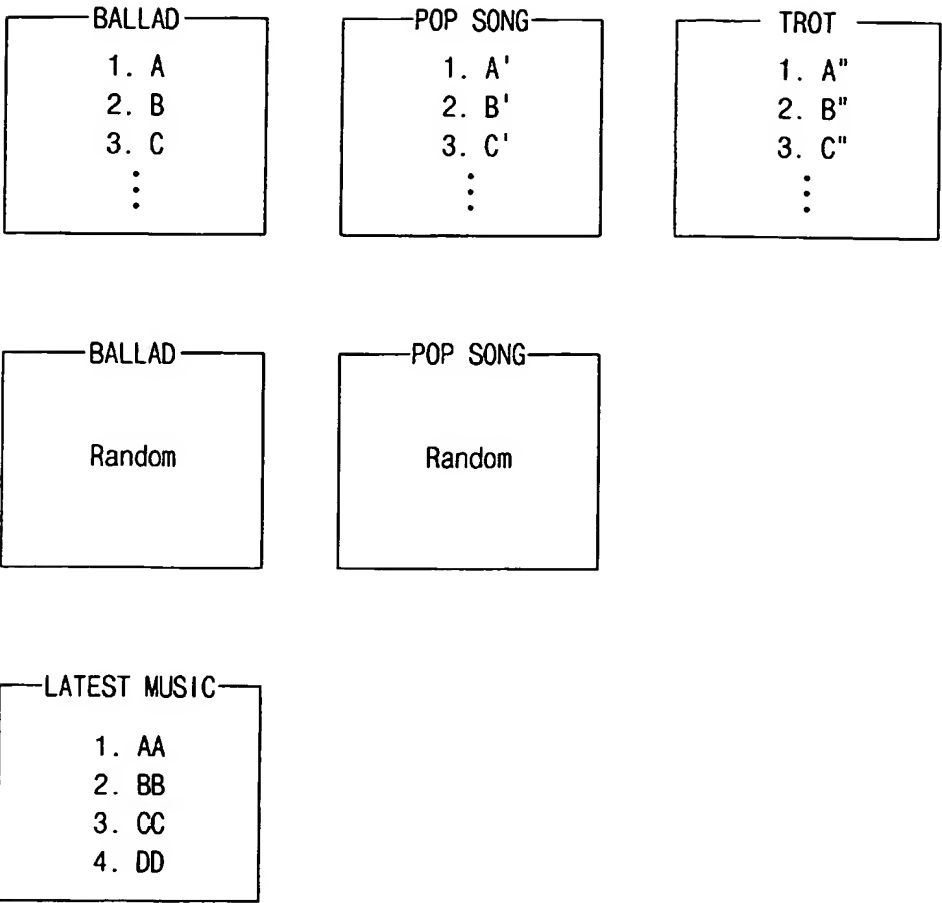 BALLAD
1. A
2. B
3. C
⋮
POP SONG
1. A'
2. B'
3. C'
⋮
TROT
1. A"
2. B"
3. C"
⋮
BALLAD
Random
POP SONG
Random
LATEST MUSIC
1. AA
2. BB
3. CC
4. DD